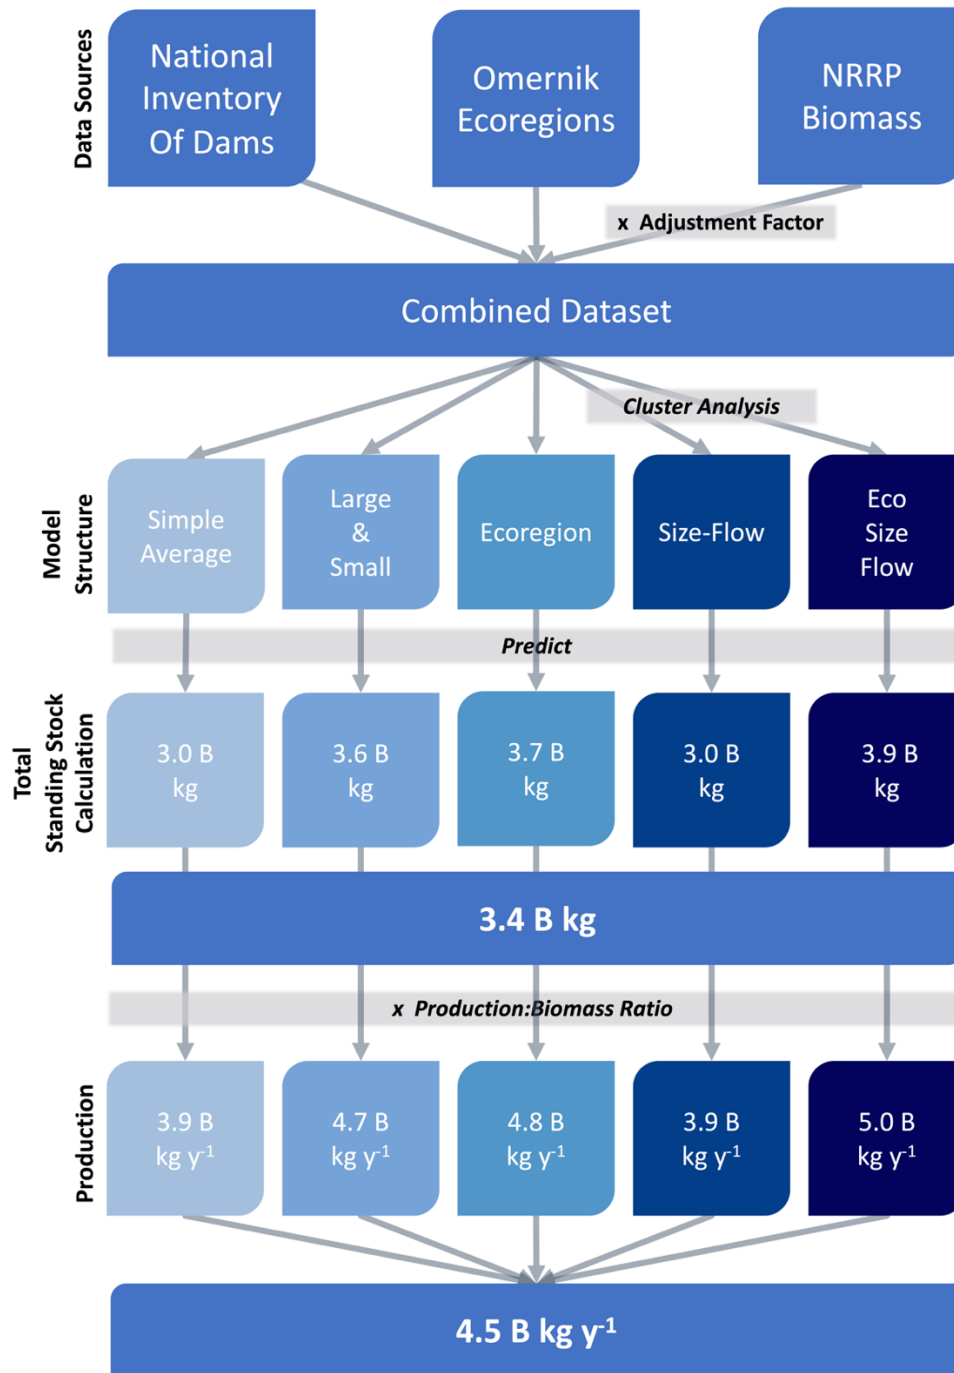 Data Sources
National
Inventory
Of Dams
Omernik
Ecoregions
NRRP
Biomass
x Adjustment Factor
Combined Dataset
Cluster Analysis
Model
Structure
Simple
Average
Large
&
Small
Ecoregion
Size-Flow
Eco
Size
Flow
Predict
Total
Standing Stock
Calculation
3.0 B
kg
3.6 B
kg
3.7 B
kg
3.0 B
kg
3.9 B
kg
3.4 B kg
x Production:Biomass Ratio
Production
3.9 B
kg y⁻¹
4.7 B
kg y⁻¹
4.8 B
kg y⁻¹
3.9 B
kg y⁻¹
5.0 B
kg y⁻¹
4.5 B kg y⁻¹